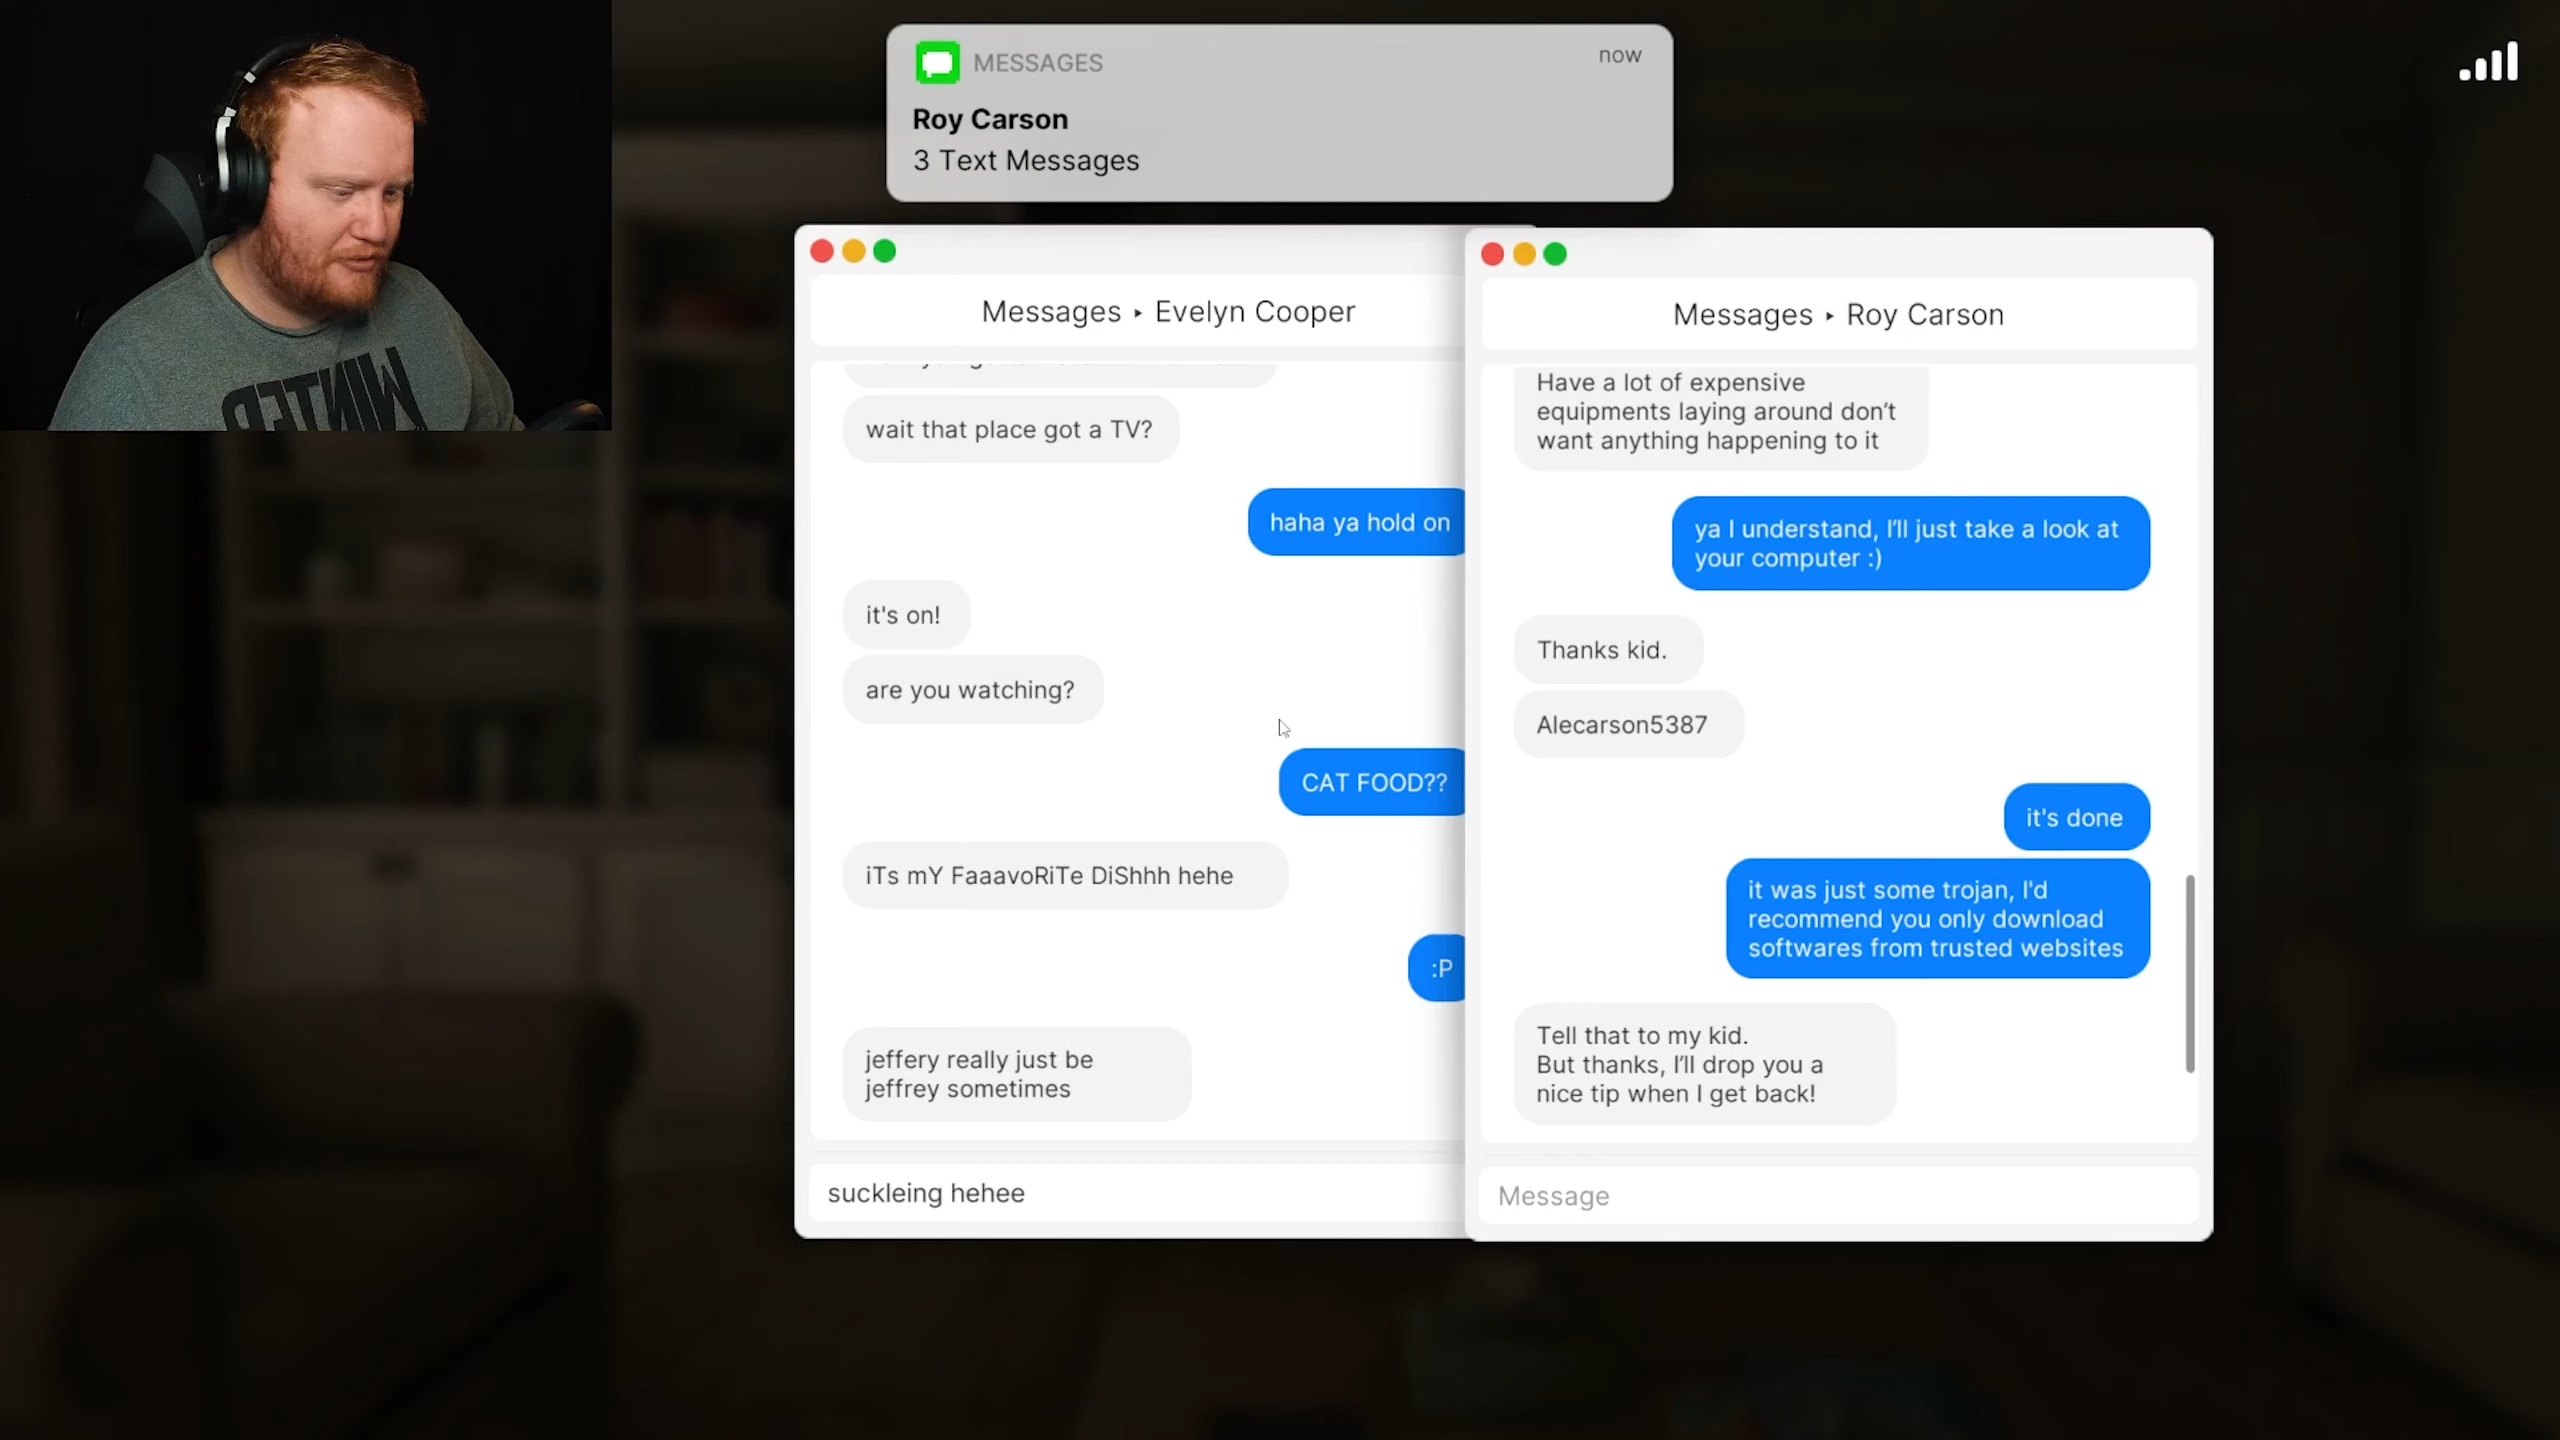 MESSAGES
now
Roy Carson
3 Text Messages
Messages ▸ Evelyn Cooper
wait that place got a TV?
haha ya hold on
it's on!
are you watching?
CAT FOOD??
iTs mY FaaavoRiTe DiShhh hehe
:P
jeffery really just be
jeffrey sometimes
suckleing hehee
Messages ▸ Roy Carson
Have a lot of expensive
equipments laying around don't
want anything happening to it
ya I understand, I'll just take a look at
your computer :)
Thanks kid.
Alecarson5387
it's done
it was just some trojan, I'd
recommend you only download
softwares from trusted websites
Tell that to my kid.
But thanks, I'll drop you a
nice tip when I get back!
Message
MINTED